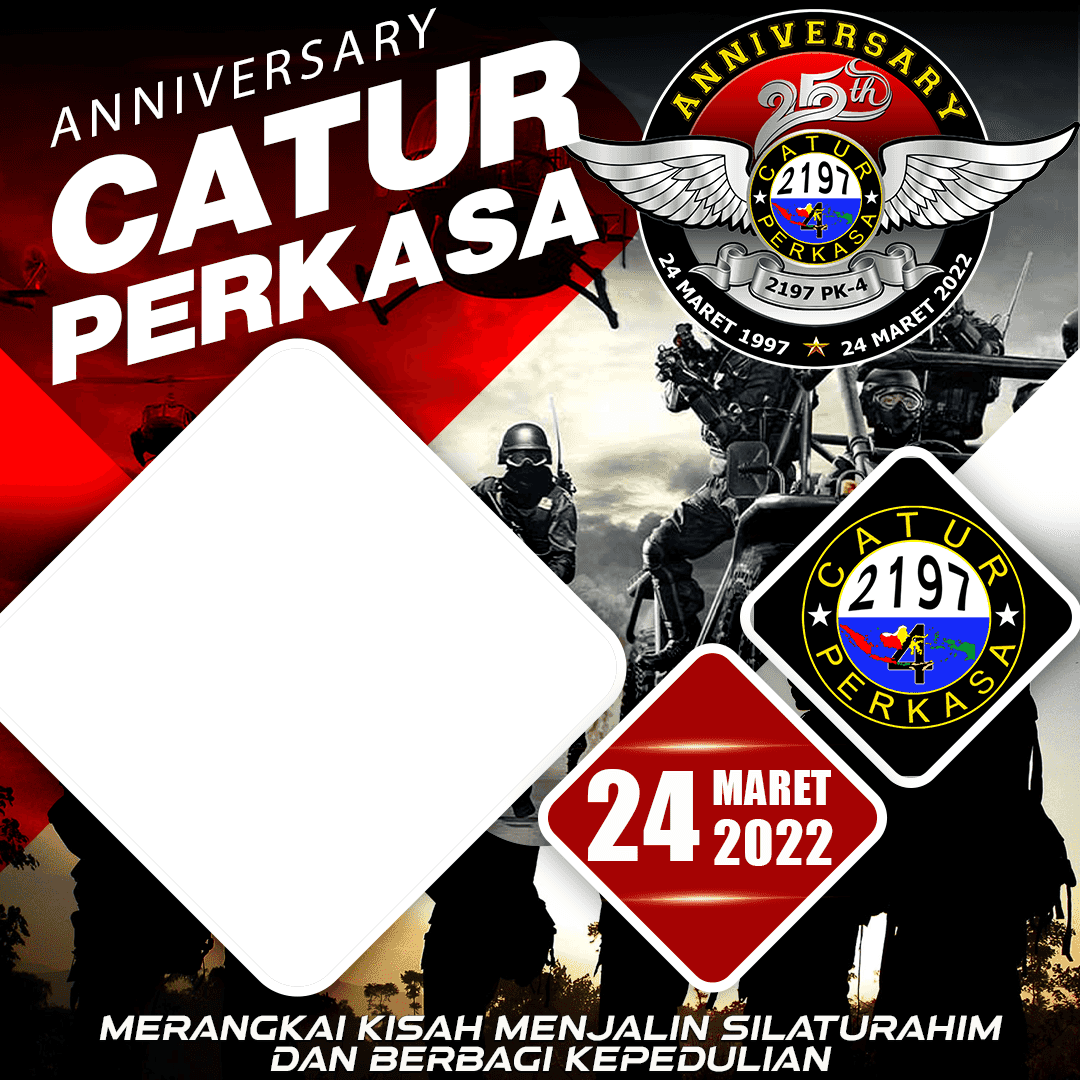 ANNIVERSARY
CATUR
PERKASA
ANNIVERSARY
25th
CATUR
2197
4
PERKASA
2197 PK-4
24 MARET 1997 24 MARET 2022
CATUR
2197
4
PERKASA
24 MARET
2022
MERANGKAI KISAH MENJALIN SILATURAHIM
DAN BERBAGI KEPEDULIAN